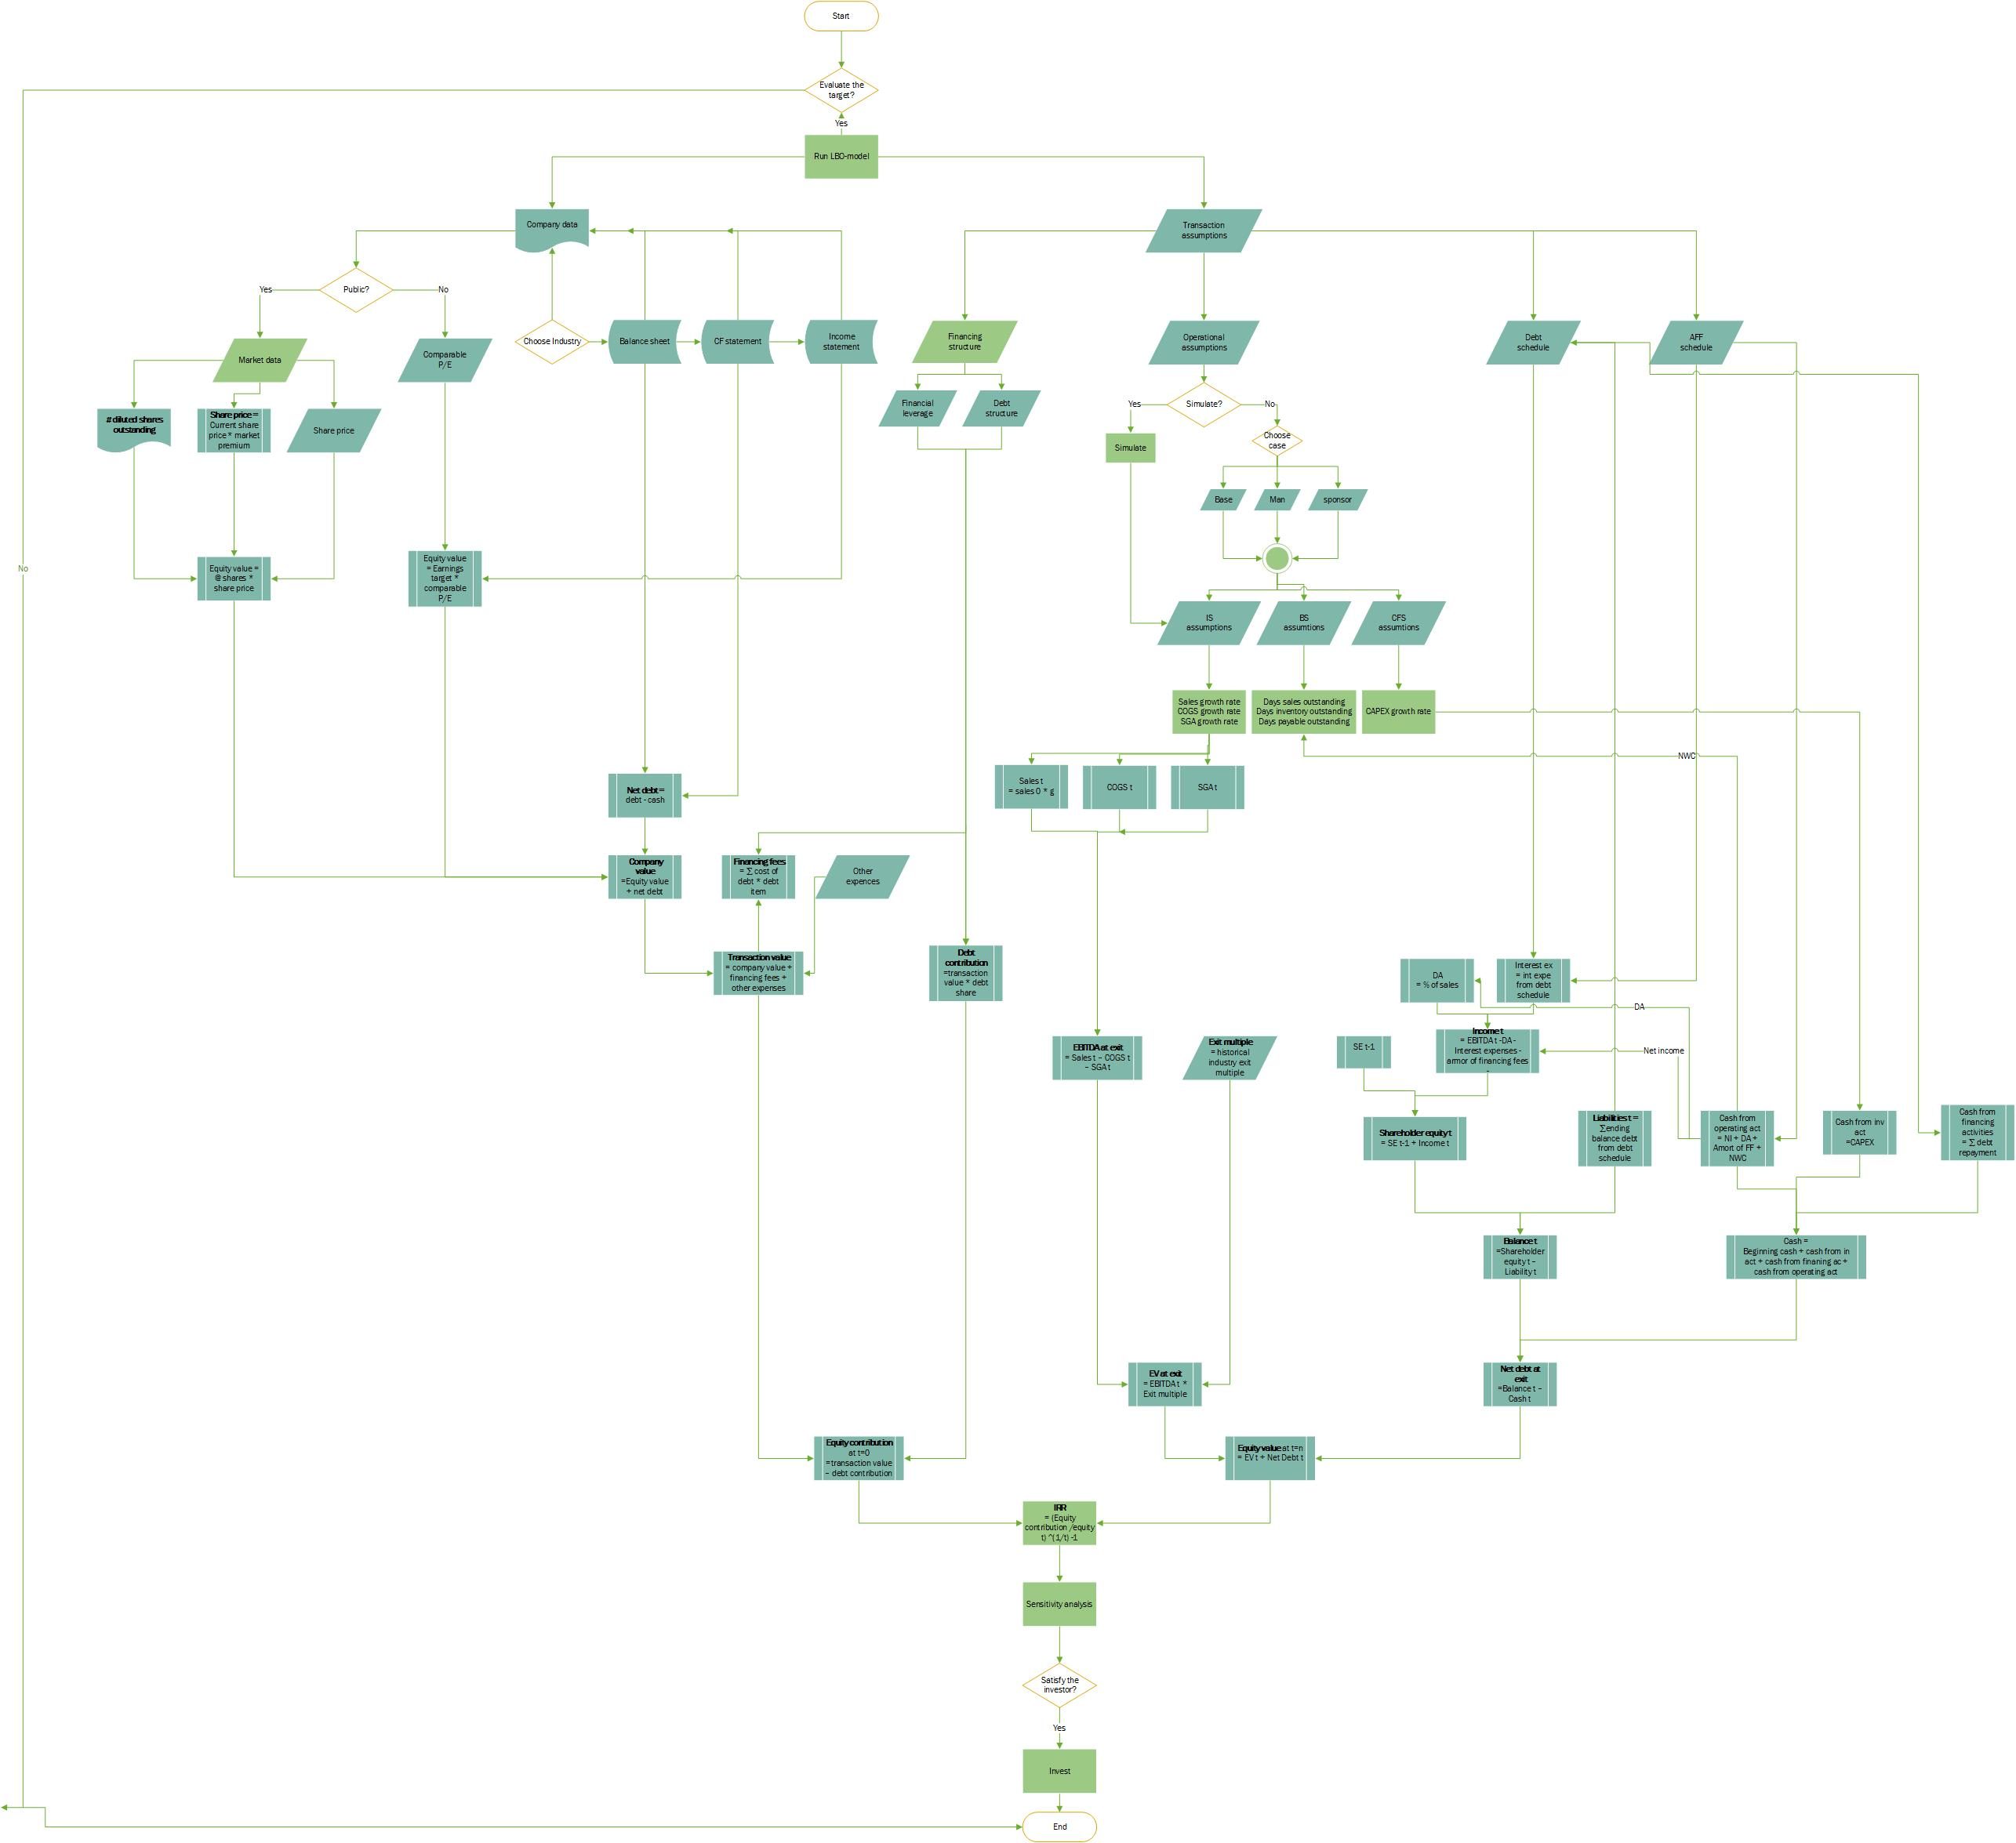 Start
Evaluate the
target?
Yes
Run LBO-model
Company data
Transaction
assumptions
Public?
Yes
No
Choose Industry
Balance sheet
CF statement
Income
statement
Financing
structure
Operational
assumptions
Debt
schedule
AFF
schedule
Market data
Comparable
P/E
# diluted shares
outstanding
Share price =
Current share
price * market
premium
Share price
Financial
leverage
Debt
structure
Simulate?
Yes
No
Simulate
Choose
case
Base
Man
sponsor
No
Equity value =
@ shares *
share price
Equity value
= Earnings
target *
comparable
P/E
IS
assumptions
BS
assumtions
CFS
assumtions
Sales growth rate
COGS growth rate
SGA growth rate
Days sales outstanding
Days inventory outstanding
Days payable outstanding
CAPEX growth rate
NWC
Net debt =
debt - cash
Sales t
= sales 0 * g
COGS t
SGA t
Company
value
=Equity value
+ net debt
Financing fees
= ∑ cost of
debt * debt
item
Other
expences
Transaction value
= company value +
financing fees +
other expenses
Debt
contribution
=transaction
value * debt
share
DA
= % of sales
Interest ex
= int expe
from debt
schedule
DA
EBITDA at exit
= Sales t – COGS t
– SGA t
Exit multiple
= historical
industry exit
multiple
SE t-1
Income t
= EBITDA t -DA -
Interest expenses -
armor of financing fees
-
Net income
Shareholder equity t
= SE t-1 + Income t
Liabilities t =
∑ending
balance debt
from debt
schedule
Cash from
operating act
= NI + DA +
Amort of FF +
NWC
Cash from inv
act
=CAPEX
Cash from
financing
activities
= ∑ debt
repayment
Balance t
=Shareholder
equity t –
Liability t
Cash =
Beginning cash + cash from in
act + cash from finaning ac +
cash from operating act
EV at exit
= EBITDA t *
Exit multiple
Net debt at
exit
=Balance t –
Cash t
Equity contribution
at t=0
=transaction value
– debt contribution
Equity value at t=n
= EV t + Net Debt t
IRR
= (Equity
contribution /equity
t) ^(1/t) -1
Sensitivity analysis
Satisfy the
investor?
Yes
Invest
End